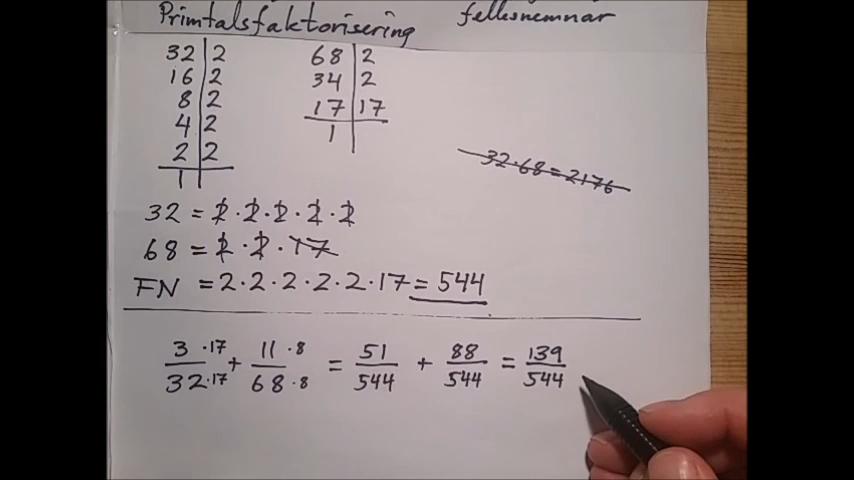 Primtalsfaktorisering fellesnemnar
32 | 2 68 | 2
16 | 2 34 | 2
8 | 2 17 | 17
4 | 2 1
2 | 2
1
32·68=2176
32 = 2·2·2·2·2
68 = 2·2·17
FN = 2·2·2·2·2·17 = 544
3·17/32·17 + 11·8/68·8 = 51/544 + 88/544 = 139/544